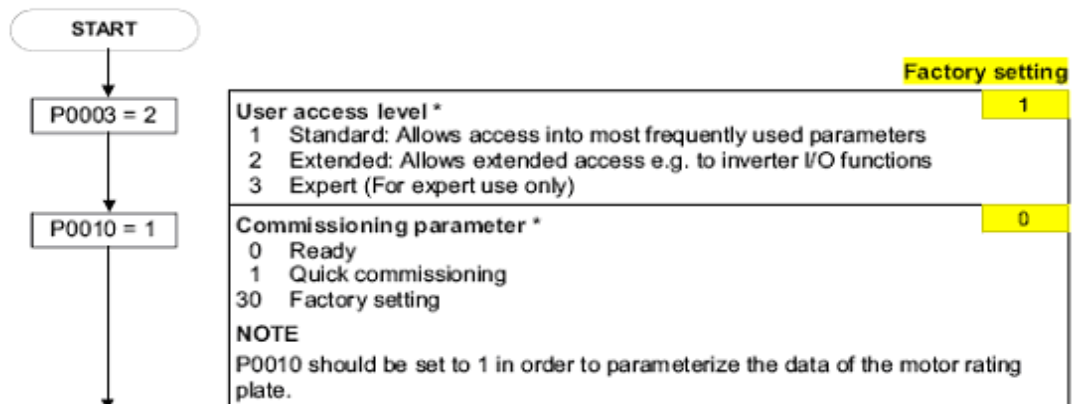 START
Factory setting
P0003 = 2
User access level *
1
1 Standard: Allows access into most frequently used parameters
2 Extended: Allows extended access e.g. to inverter I/O functions
3 Expert (For expert use only)
P0010 = 1
Commissioning parameter *
0
0 Ready
1 Quick commissioning
30 Factory setting
NOTE
P0010 should be set to 1 in order to parameterize the data of the motor rating
plate.